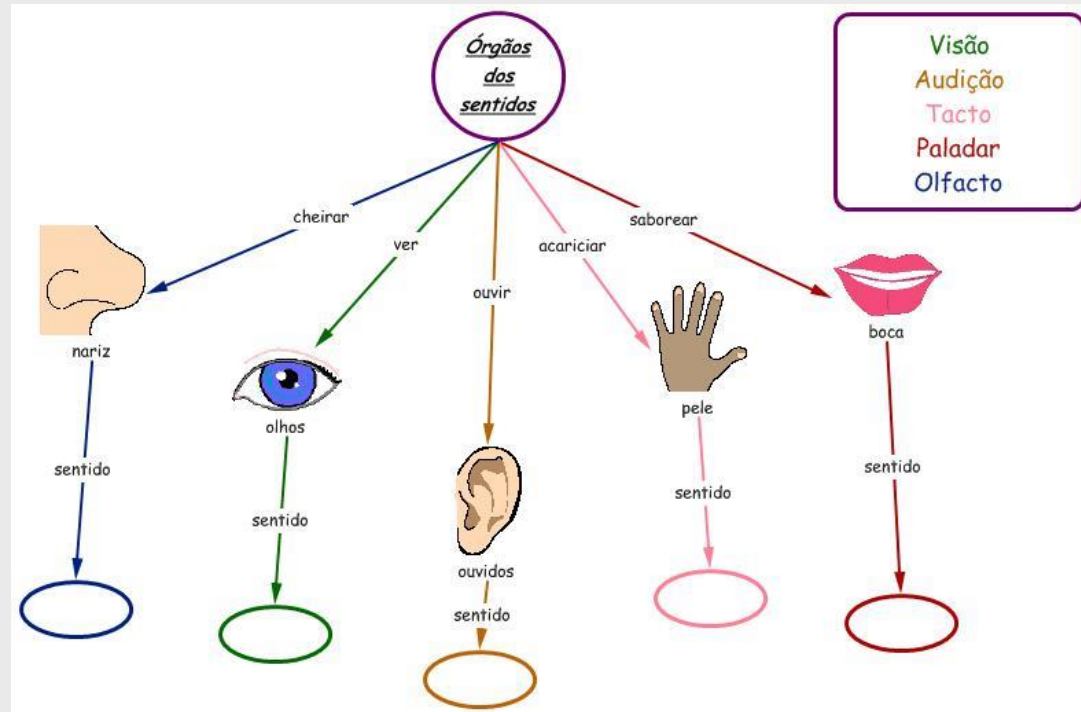 Órgãos
dos
sentidos
Visão
Audição
Tacto
Paladar
Olfacto
cheirar
ver
ouvir
acariciar
saborear
nariz
olhos
ouvidos
pele
boca
sentido
sentido
sentido
sentido
sentido